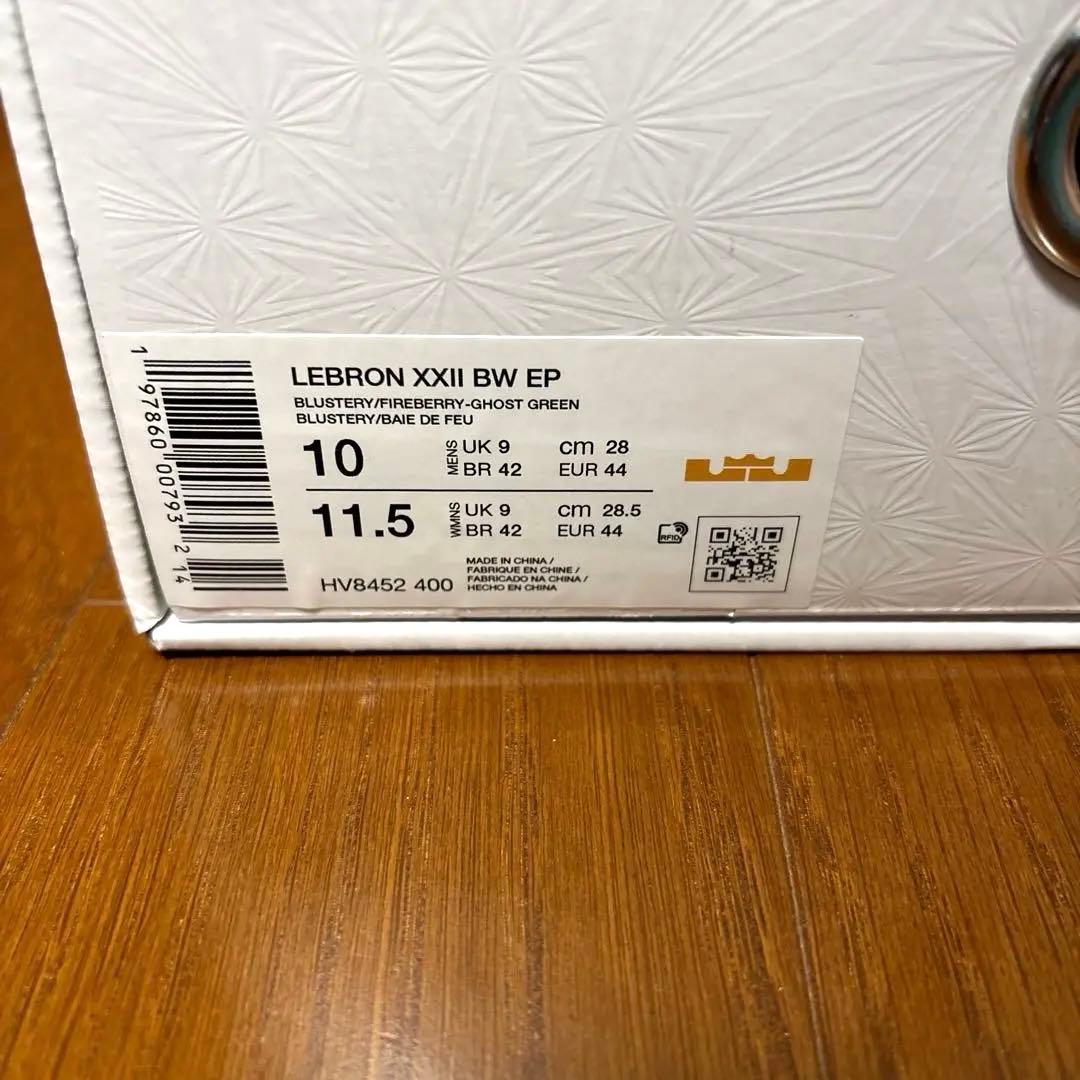 LEBRON XXII BW EP
BLUSTERY/FIREBERRY-GHOST GREEN
BLUSTERY/BAIE DE FEU
10 MENS UK 9 cm 28
BR 42 EUR 44
11.5 WMNS UK 9 cm 28.5
BR 42 EUR 44
RFID
HV8452 400
MADE IN CHINA /
FABRIQUE EN CHINE /
FABRICADO NA CHINA /
HECHO EN CHINA
1 97860 00793 2 14